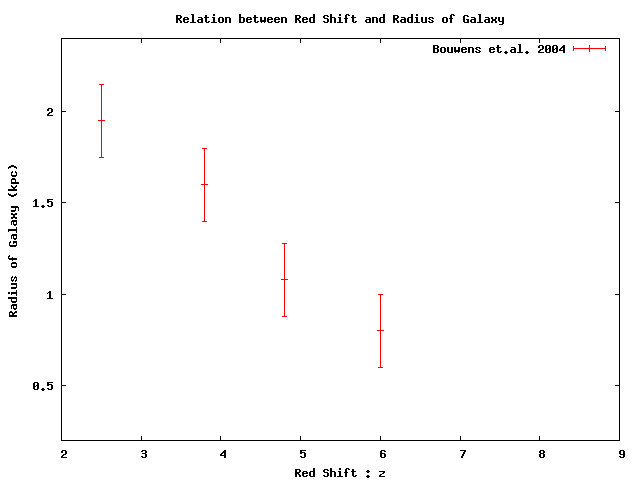 Relation between Red Shift and Radius of Galaxy
Bouwens et.al. 2004
Radius of Galaxy (kpc)
2
1.5
1
0.5
2 3 4 5 6 7 8 9
Red Shift : z